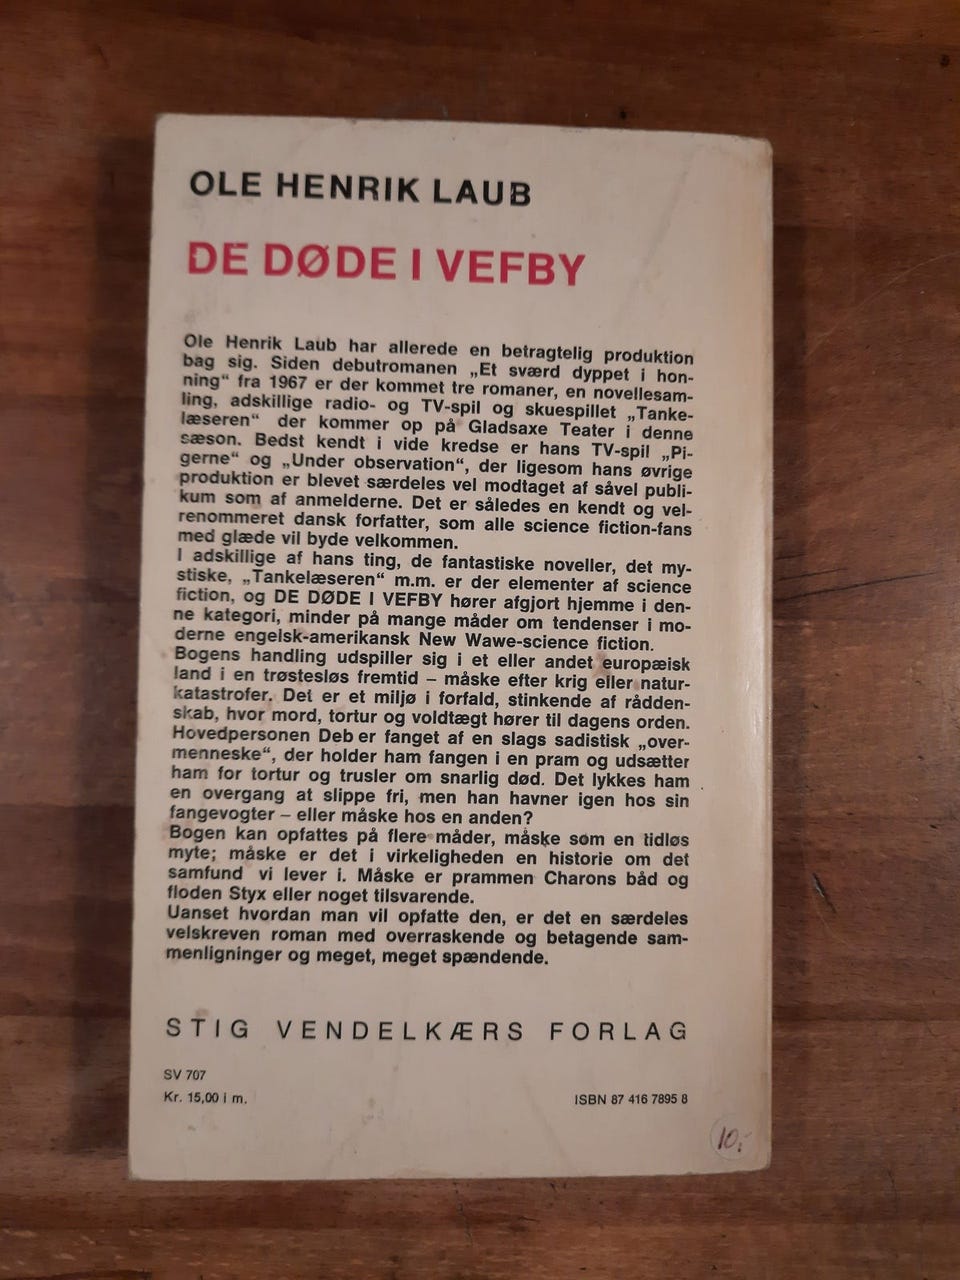 OLE HENRIK LAUB
DE DØDE I VEFBY
Ole Henrik Laub har allerede en betragtelig produktion
bag sig. Siden debutromanen „Et sværd dyppet i hon-
ning“ fra 1967 er der kommet tre romaner, en novellesam-
ling, adskillige radio- og TV-spil og skuespillet „Tanke-
læseren“ der kommer op på Gladsaxe Teater i denne
sæson. Bedst kendt i vide kredse er hans TV-spil „Pi-
gerne“ og „Under observation“, der ligesom hans øvrige
produktion er blevet særdeles vel modtaget af såvel publi-
kum som af anmelderne. Det er således en kendt og vel-
renommeret dansk forfatter, som alle science fiction-fans
med glæde vil byde velkommen.
I adskillige af hans ting, de fantastiske noveller, det my-
stiske, „Tankelæseren“ m.m. er der elementer af science
fiction, og DE DØDE I VEFBY hører afgjort hjemme i den-
ne kategori, minder på mange måder om tendenser i mo-
derne engelsk-amerikansk New Wawe-science fiction.
Bogens handling udspiller sig i et eller andet europæisk
land i en trøstesløs fremtid – måske efter krig eller natur-
katastrofer. Det er et miljø i forfald, stinkende af rådden-
skab, hvor mord, tortur og voldtægt hører til dagens orden.
Hovedpersonen Deb er fanget af en slags sadistisk „over-
menneske“, der holder ham fangen i en pram og udsætter
ham for tortur og trusler om snarlig død. Det lykkes ham
en overgang at slippe fri, men han havner igen hos sin
fangevogter – eller måske hos en anden?
Bogen kan opfattes på flere måder, måske som en tidløs
myte; måske er det i virkeligheden en historie om det
samfund vi lever i. Måske er prammen Charons båd og
floden Styx eller noget tilsvarende.
Uanset hvordan man vil opfatte den, er det en særdeles
velskreven roman med overraskende og betagende sam-
menligninger og meget, meget spændende.
STIG VENDELKÆRS FORLAG
SV 707
Kr. 15,00 i m.
ISBN 87 416 7895 8
10,-